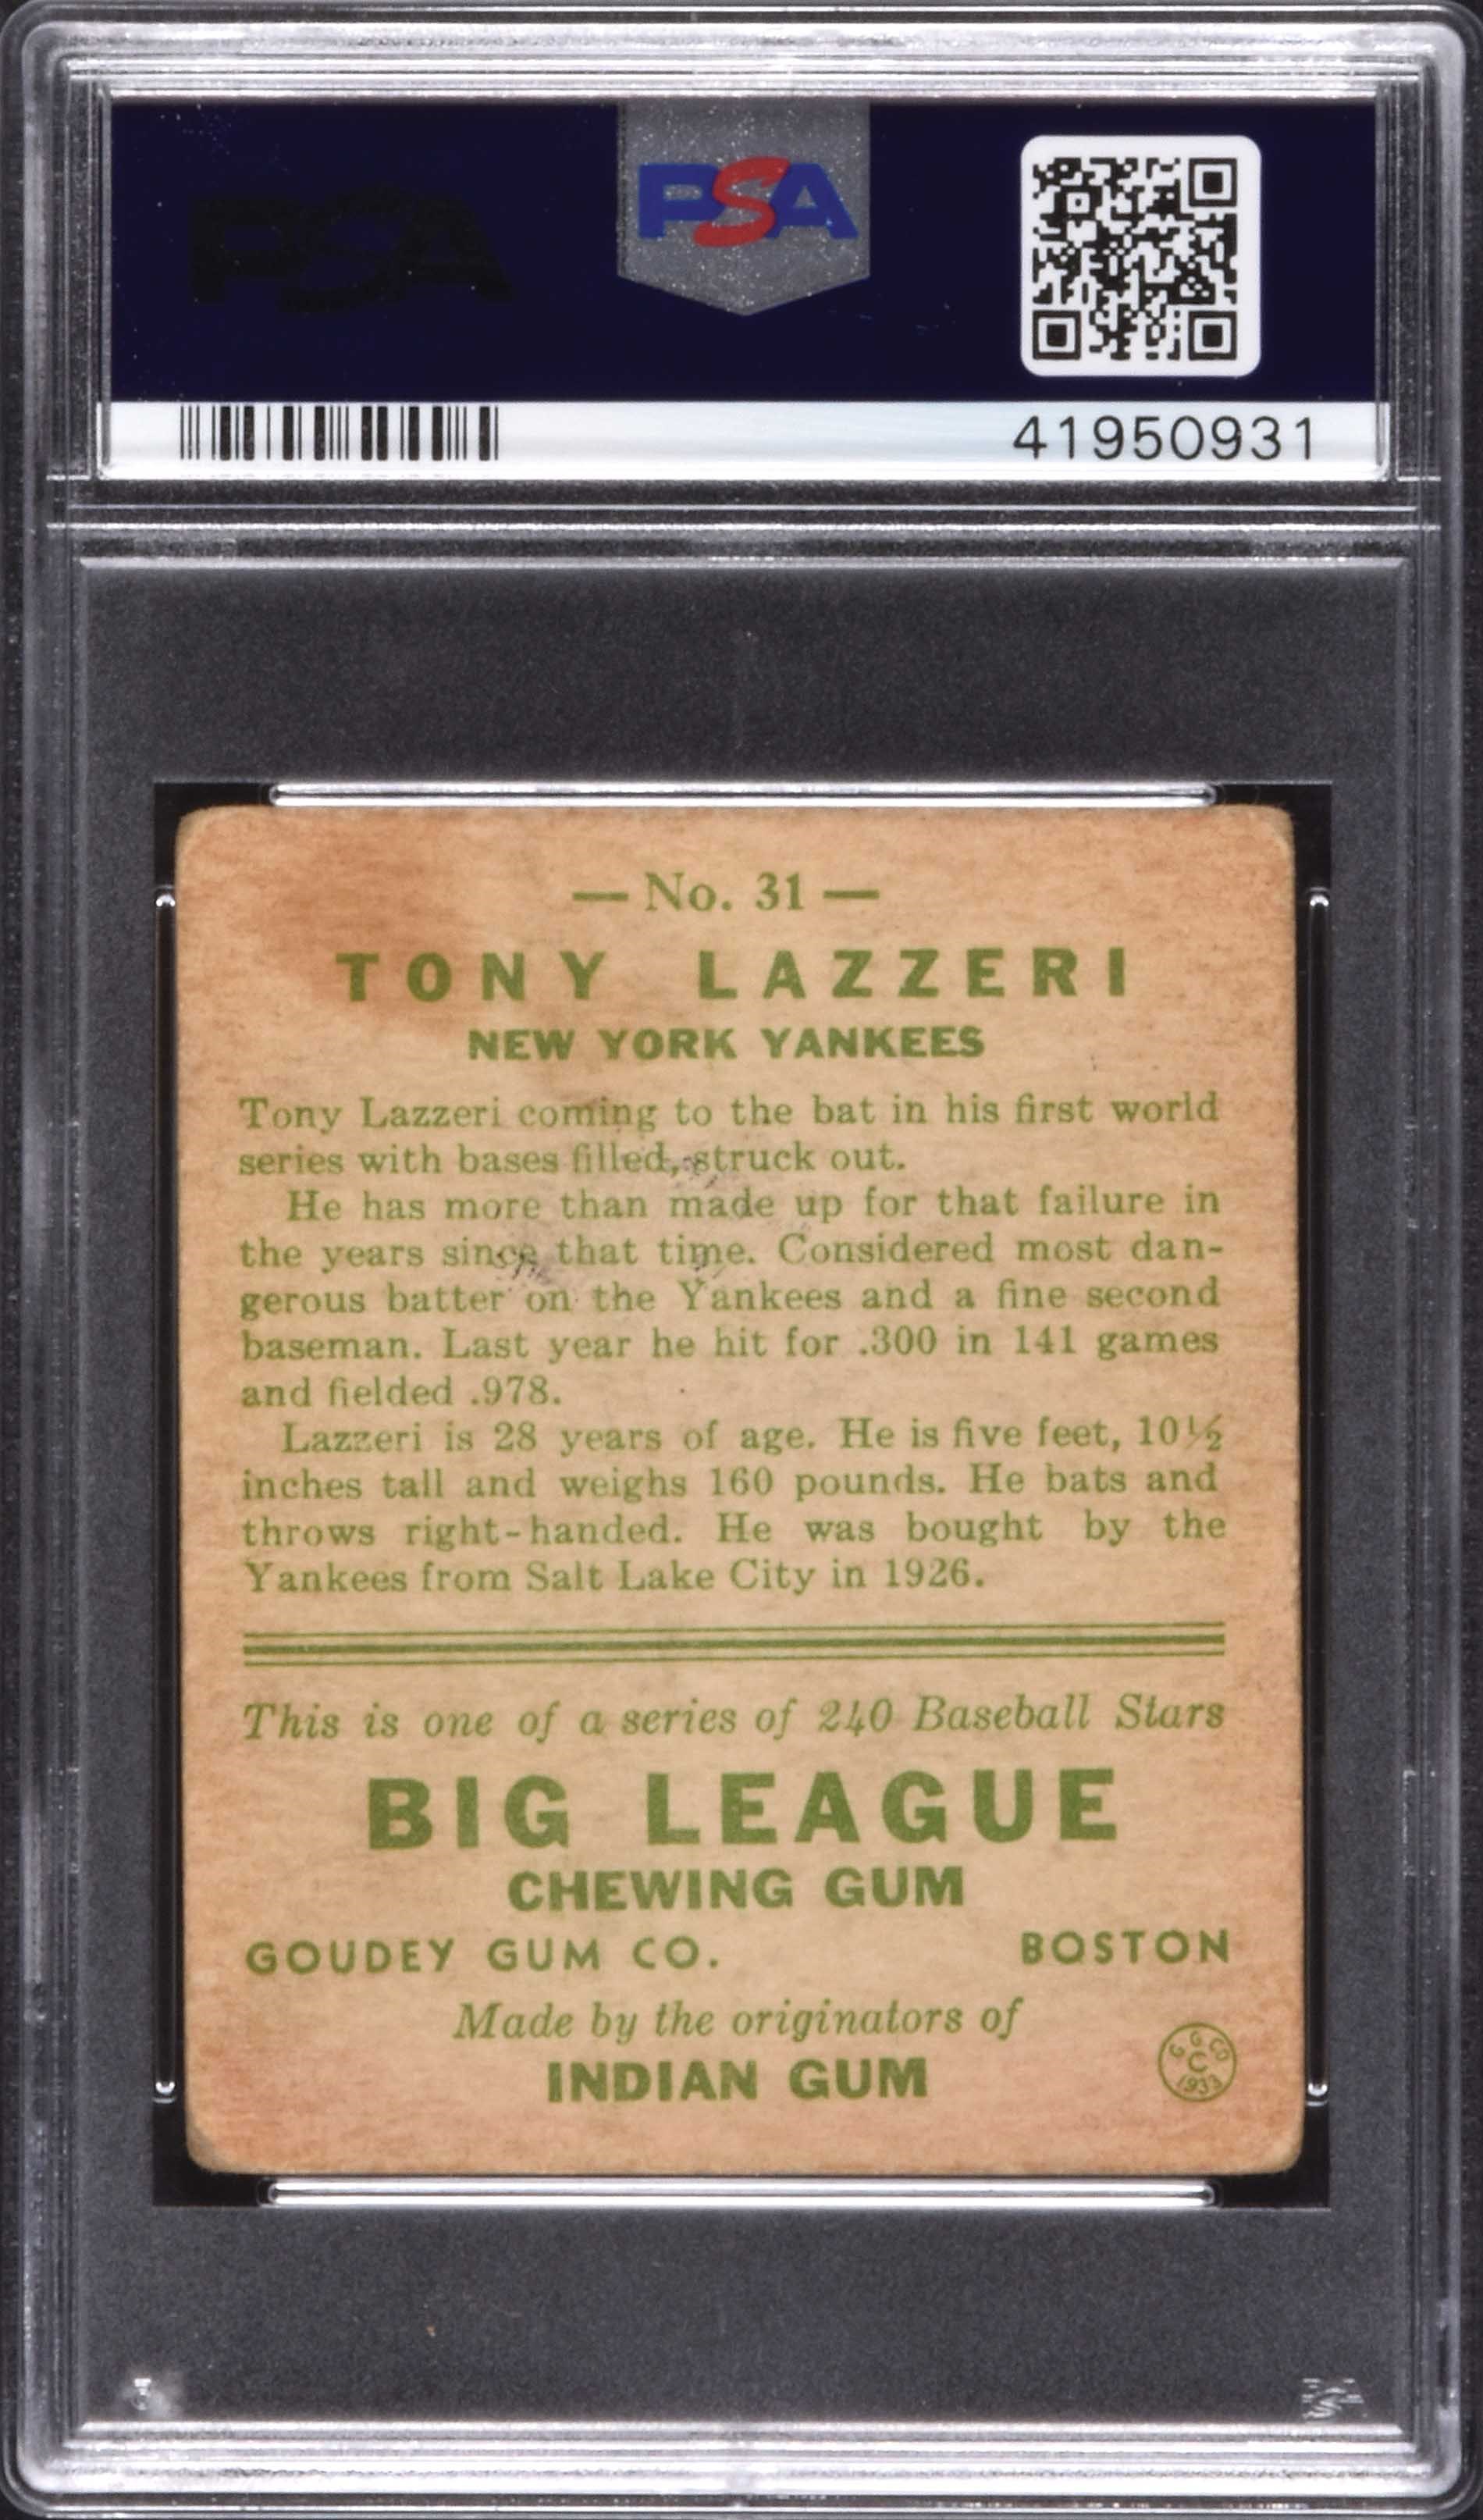 PSA
PSA
41950931
— No. 31 —
TONY LAZZERI
NEW YORK YANKEES
Tony Lazzeri coming to the bat in his first world
series with bases filled, struck out.
He has more than made up for that failure in
the years since that time. Considered most dan-
gerous batter on the Yankees and a fine second
baseman. Last year he hit for .300 in 141 games
and fielded .978.
Lazzeri is 28 years of age. He is five feet, 10½
inches tall and weighs 160 pounds. He bats and
throws right-handed. He was bought by the
Yankees from Salt Lake City in 1926.
This is one of a series of 240 Baseball Stars
BIG LEAGUE
CHEWING GUM
GOUDEY GUM CO. BOSTON
Made by the originators of
INDIAN GUM
G G CO
C
1933